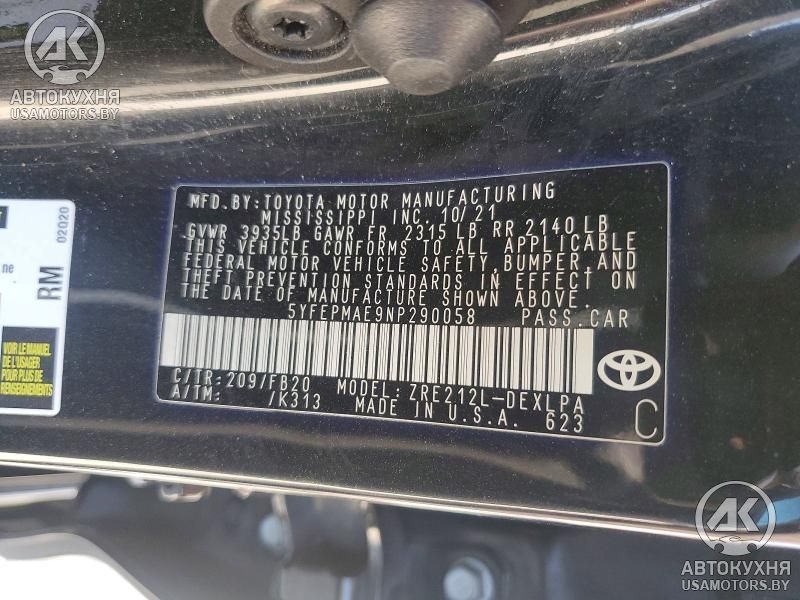 AK
АВТОКУХНЯ
USAMOTORS.BY
MFD.BY:TOYOTA MOTOR MANUFACTURING
MISSISSIPPI INC. 10/21
GVWR 3935LB GAWR FR 2315 LB RR 2140 LB
THIS VEHICLE CONFORMS TO ALL APPLICABLE
FEDERAL MOTOR VEHICLE SAFETY,BUMPER,AND
THEFT PREVENTION STANDARDS IN EFFECT ON
THE DATE OF MANUFACTURE SHOWN ABOVE.
5YFEPMAE9NP290058 PASS.CAR
C/TR:209/FB20 MODEL:ZRE212L-DEXLPA
A/TM: /K313 MADE IN U.S.A. 623
C
02020
ne
RM
VOIR LE MANUEL
DE L'USAGER
POUR PLUS DE
RENSEIGNEMENTS
AK
АВТОКУХНЯ
USAMOTORS.BY